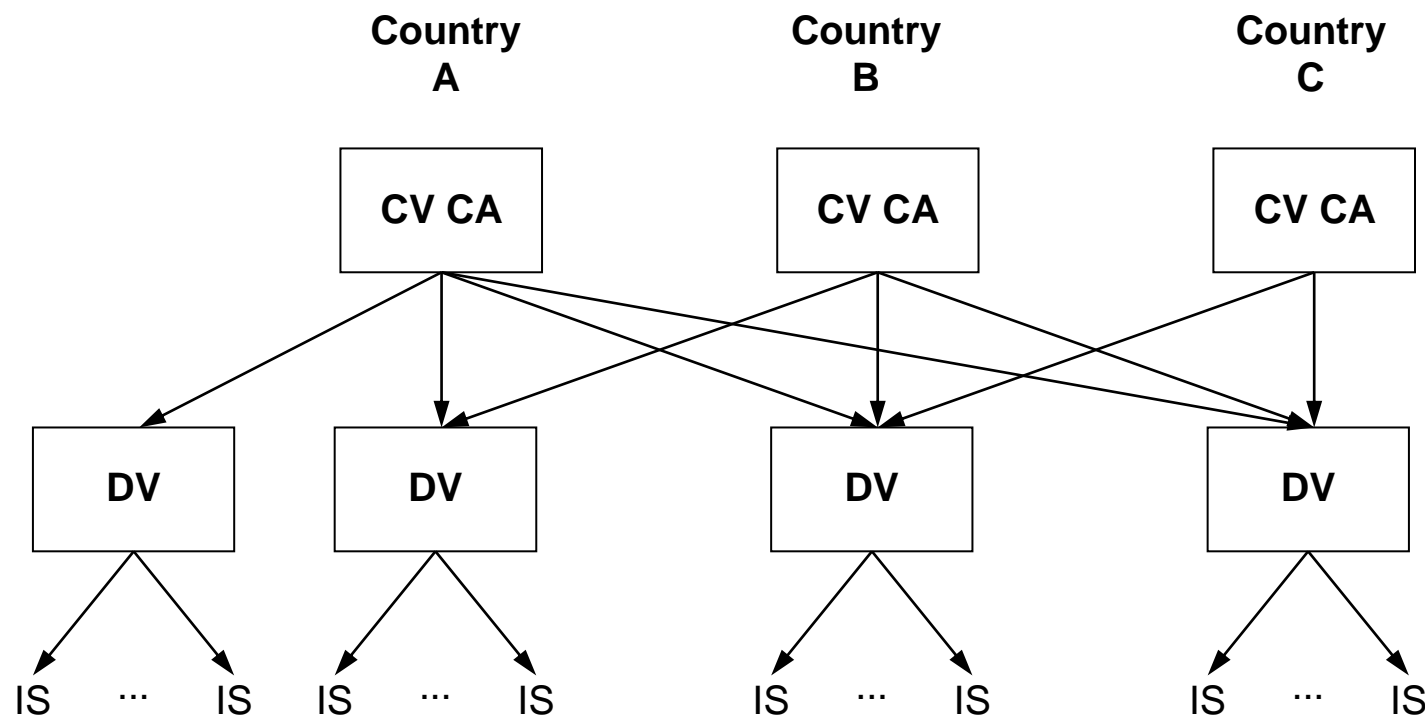 Country
A
Country
B
Country
C
CV CA
CV CA
CV CA
DV
DV
DV
DV
IS ... IS
IS ... IS
IS ... IS
IS ... IS